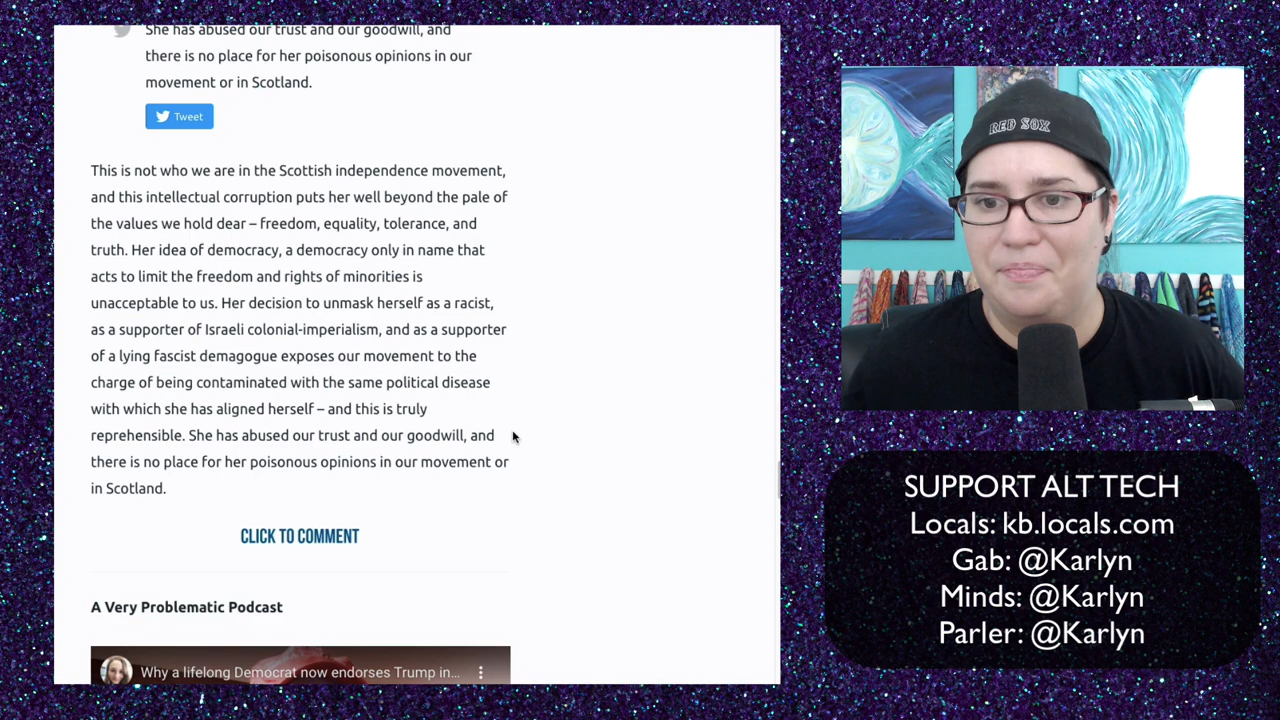 She has abused our trust and our goodwill, and
there is no place for her poisonous opinions in our
movement or in Scotland.
Tweet
This is not who we are in the Scottish independence movement,
and this intellectual corruption puts her well beyond the pale of
the values we hold dear – freedom, equality, tolerance, and
truth. Her idea of democracy, a democracy only in name that
acts to limit the freedom and rights of minorities is
unacceptable to us. Her decision to unmask herself as a racist,
as a supporter of Israeli colonial-imperialism, and as a supporter
of a lying fascist demagogue exposes our movement to the
charge of being contaminated with the same political disease
with which she has aligned herself – and this is truly
reprehensible. She has abused our trust and our goodwill, and
there is no place for her poisonous opinions in our movement or
in Scotland.
CLICK TO COMMENT
A Very Problematic Podcast
Why a lifelong Democrat now endorses Trump in...
RED SOX
SUPPORT ALT TECH
Locals: kb.locals.com
Gab: @Karlyn
Minds: @Karlyn
Parler: @Karlyn